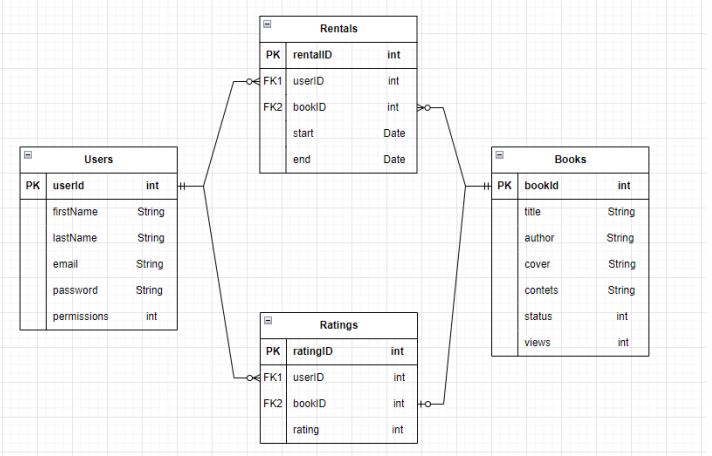 Rentals
PK rentalID int
FK1 userID int
FK2 bookID int
start Date
end Date
Users
PK userId int
firstName String
lastName String
email String
password String
permissions int
Books
PK bookId int
title String
author String
cover String
contets String
status int
views int
Ratings
PK ratingID int
FK1 userID int
FK2 bookID int
rating int